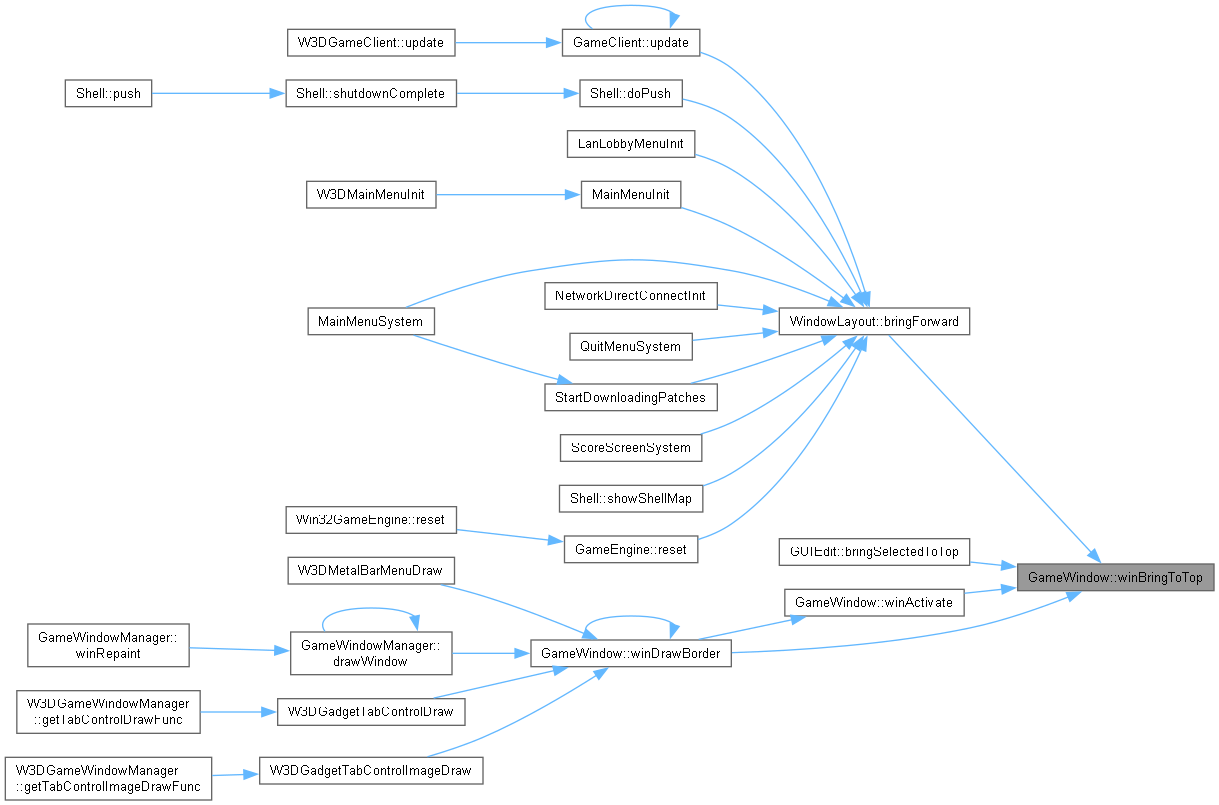 W3DGameClient::update
GameClient::update
Shell::push
Shell::shutdownComplete
Shell::doPush
LanLobbyMenuInit
W3DMainMenuInit
MainMenuInit
NetworkDirectConnectInit
MainMenuSystem
WindowLayout::bringForward
QuitMenuSystem
StartDownloadingPatches
ScoreScreenSystem
Shell::showShellMap
Win32GameEngine::reset
GameEngine::reset
GUIEdit::bringSelectedToTop
W3DMetalBarMenuDraw
GameWindow::winBringToTop
GameWindow::winActivate
GameWindowManager::
winRepaint
GameWindowManager::
drawWindow
GameWindow::winDrawBorder
W3DGameWindowManager
::getTabControlDrawFunc
W3DGadgetTabControlDraw
W3DGameWindowManager
::getTabControlImageDrawFunc
W3DGadgetTabControlImageDraw